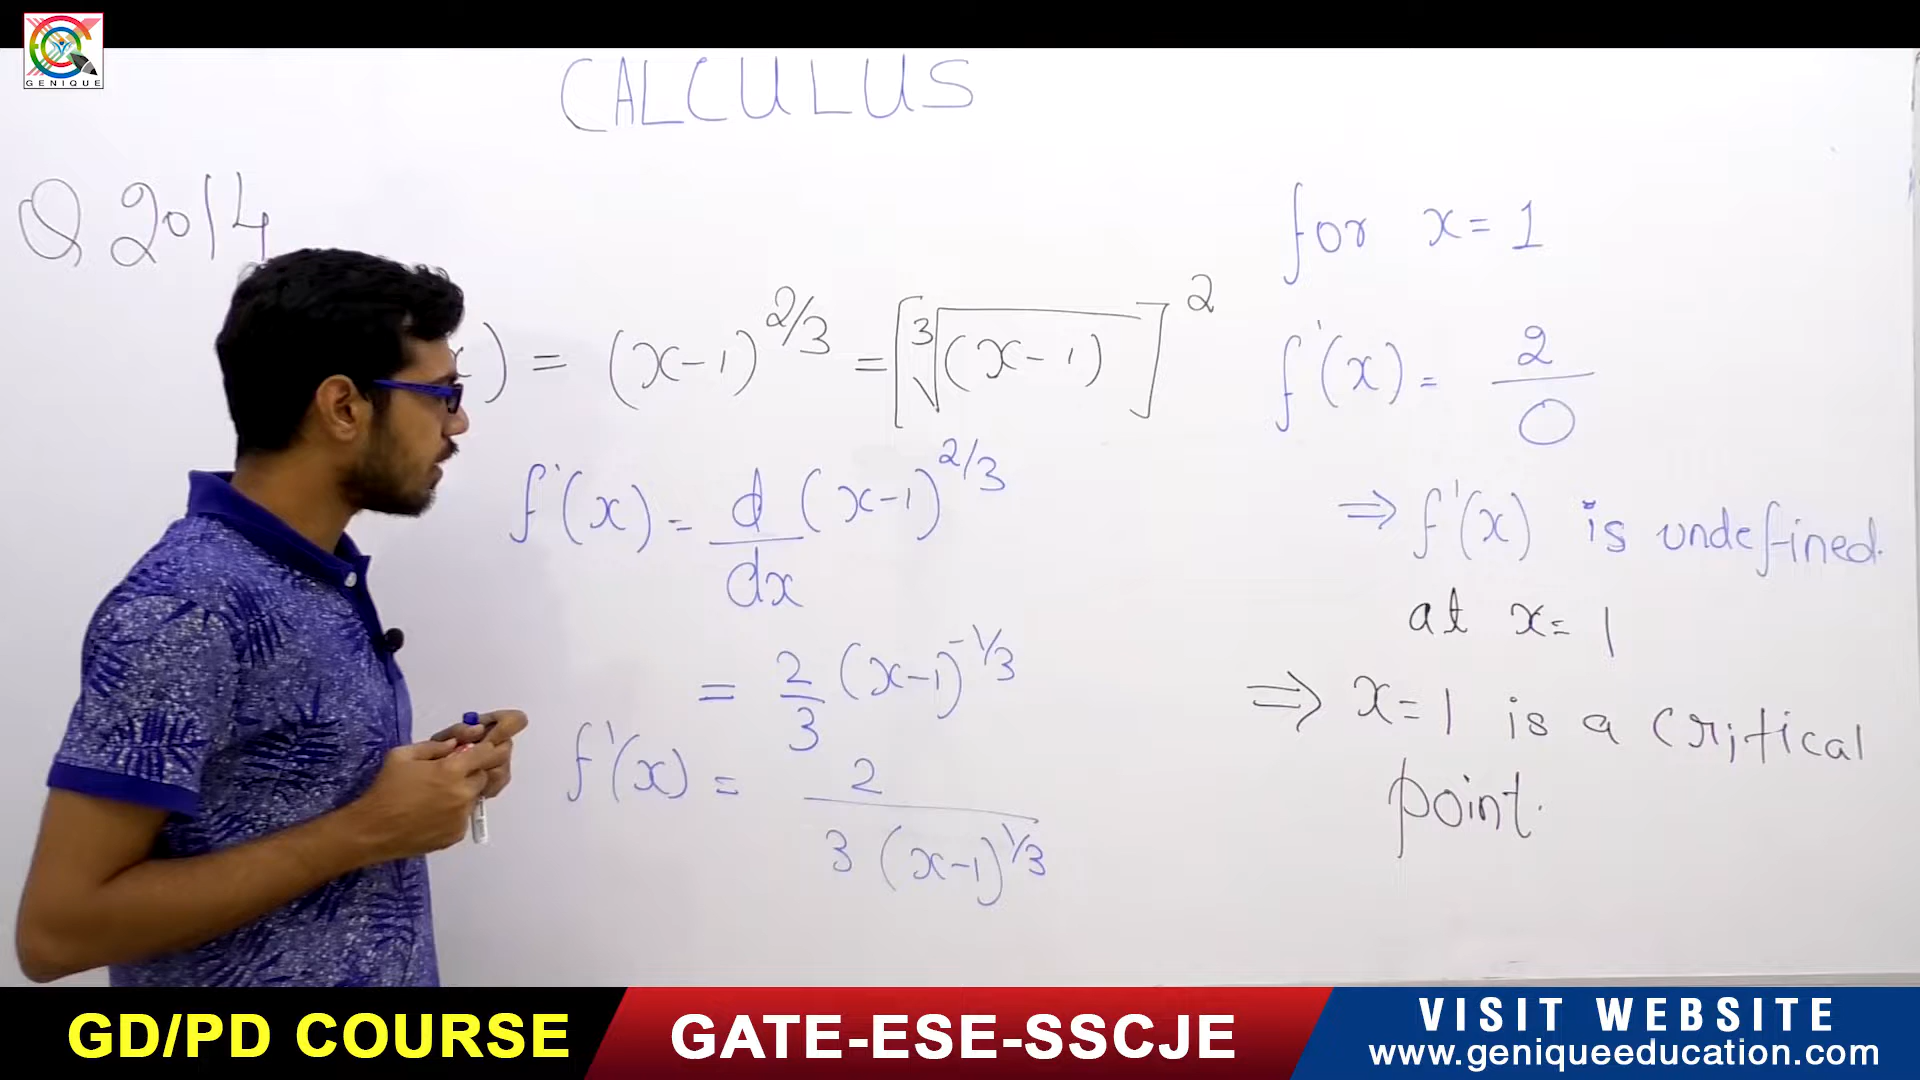 GENIQUE
CALCULUS
Q 2014
x) = (x-1)^2/3 = [∛(x-1)]^2
f'(x) = d/dx (x-1)^2/3
= 2/3 (x-1)^-1/3
f'(x) = 2 / 3(x-1)^1/3
for x = 1
f'(x) = 2/0
⇒ f'(x) is undefined.
at x = 1
⇒ x = 1 is a critical
point.
GD/PD COURSE
GATE-ESE-SSCJE
VISIT WEBSITE
www.geniqueeducation.com